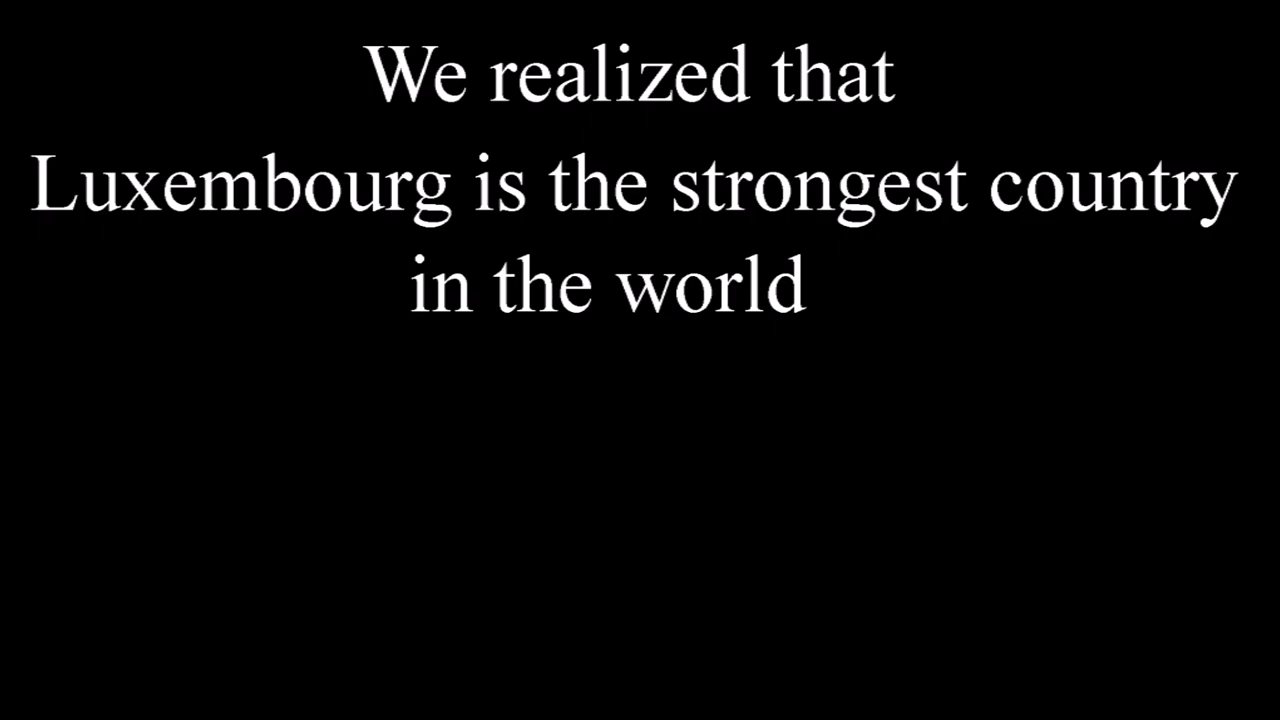 We realized that
Luxembourg is the strongest country
in the world